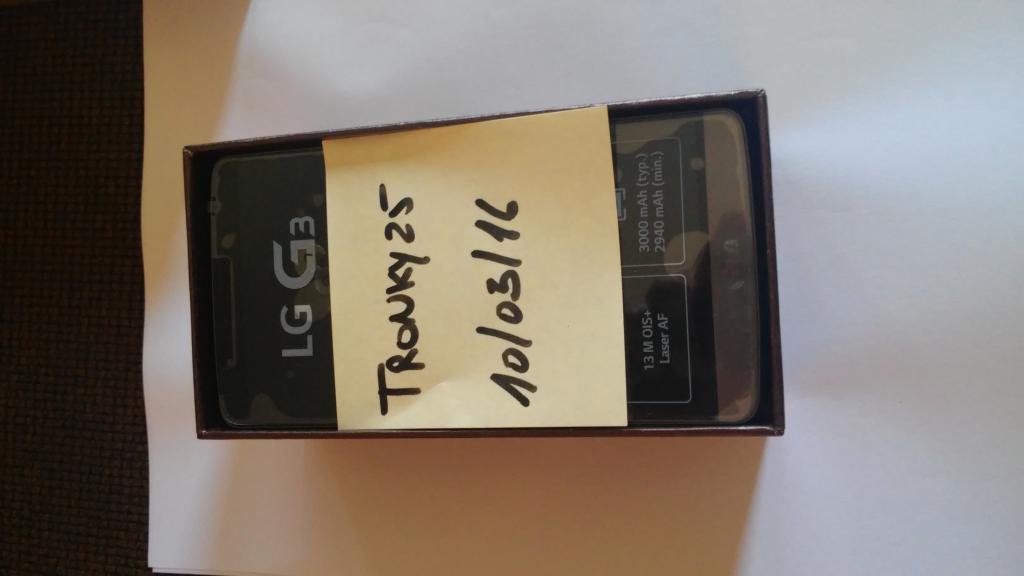 LG G3
TRONKY25
10/03/16
13 M OIS+
Laser AF
3000 mAh (typ.)
2940 mAh (min.)